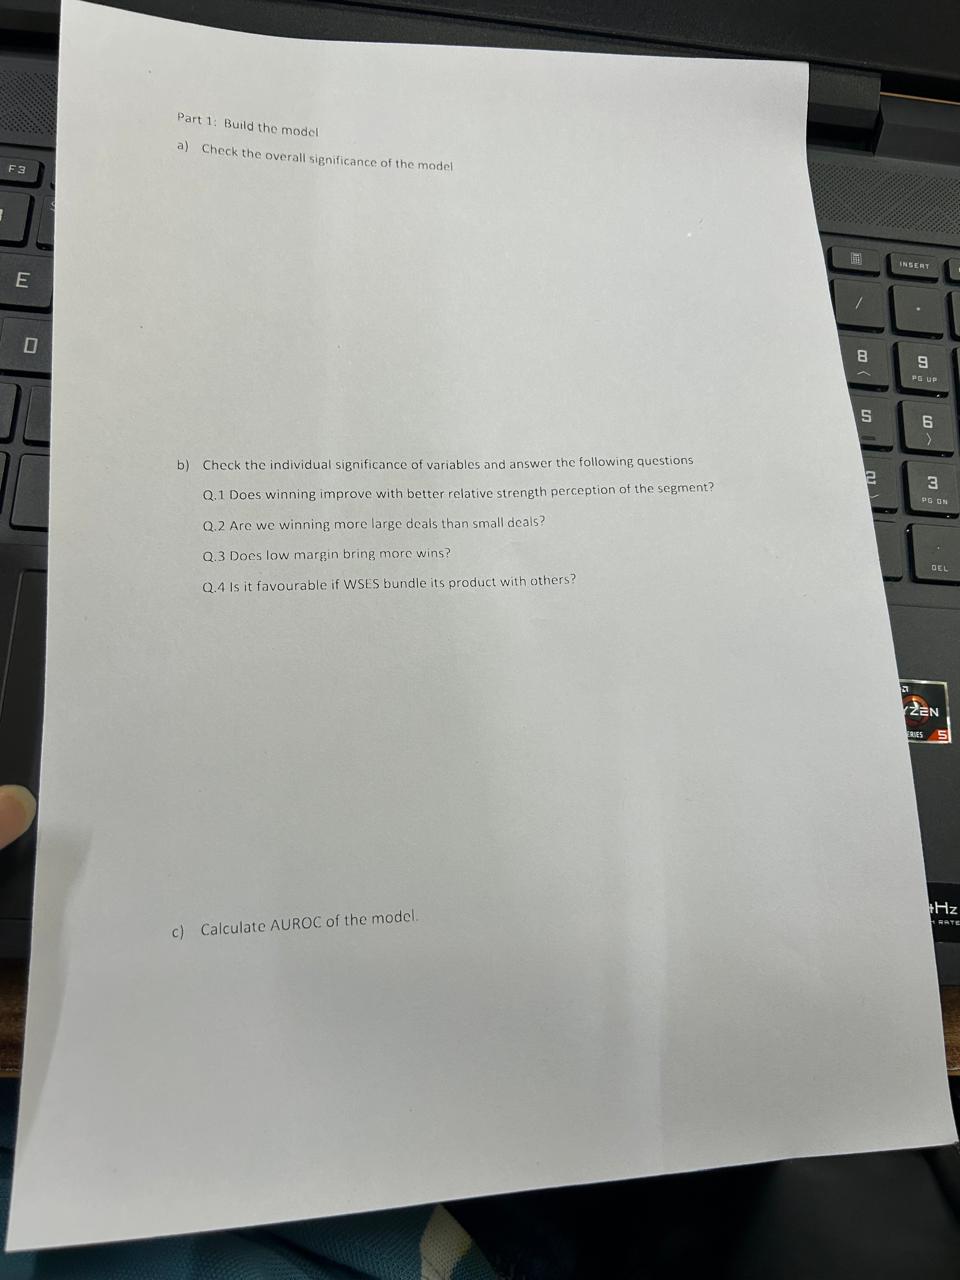 Part 1: Build the model
a) Check the overall significance of the model
b) Check the individual significance of variables and answer the following questions
Q.1 Does winning improve with better relative strength perception of the segment?
Q.2 Are we winning more large deals than small deals?
Q.3 Does low margin bring more wins?
Q.4 Is it favourable if WSES bundle its product with others?
c) Calculate AUROC of the model.
F3
E
D
INSERT
/
8
9
PG UP
5
6
2
3
PG DN
DEL
YZEN
5
Hz